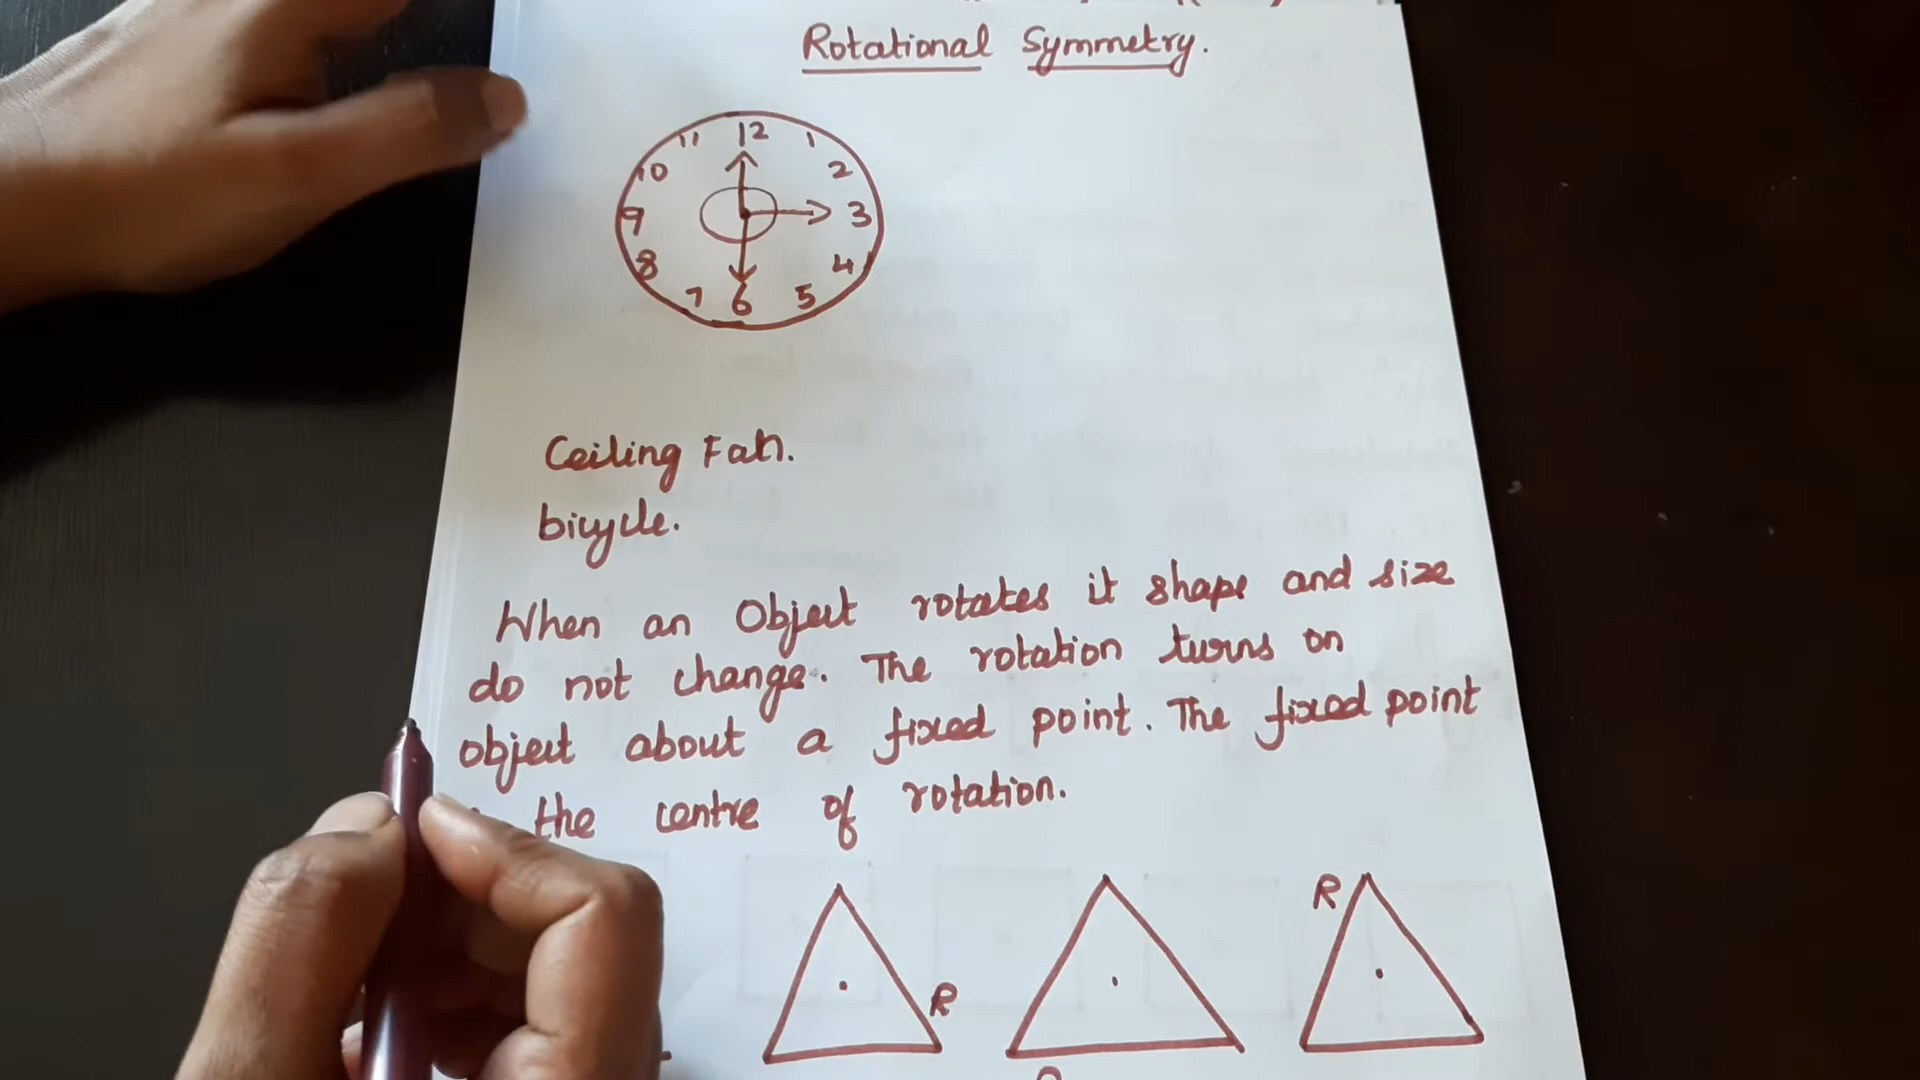 Rotational Symmetry.
12
11 1
10 2
9 3
8 4
7 6 5
Ceiling Fan.
bicycle.
When an Object rotates it shape and size
do not change. The rotation turns on
object about a fixed point. The fixed point
the centre of rotation.
R
R